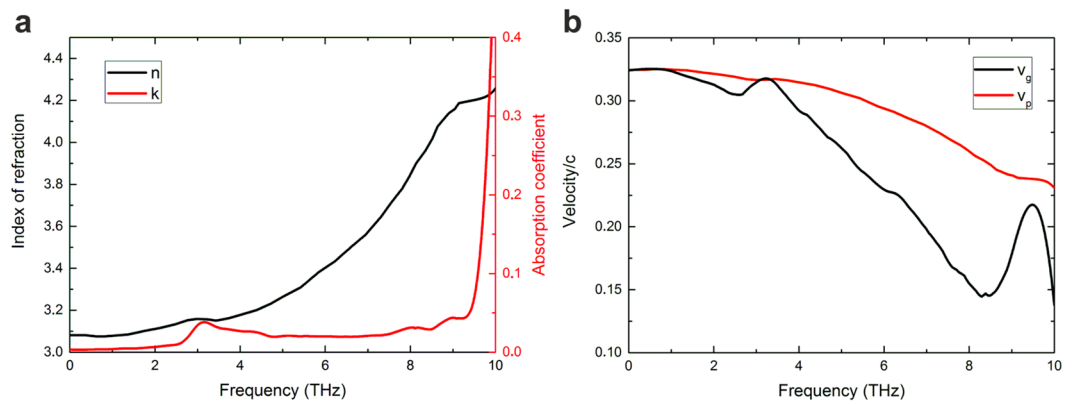 a
4.4
4.2
4.0
3.8
3.6
3.4
3.2
3.0
Index of refraction
n
k
0.4
0.3
0.2
0.1
0.0
Absorption coefficient
0 2 4 6 8 10
Frequency (THz)
b
0.35
0.30
0.25
0.20
0.15
0.10
Velocity/c
vg
vp
0 2 4 6 8 10
Frequency (THz)